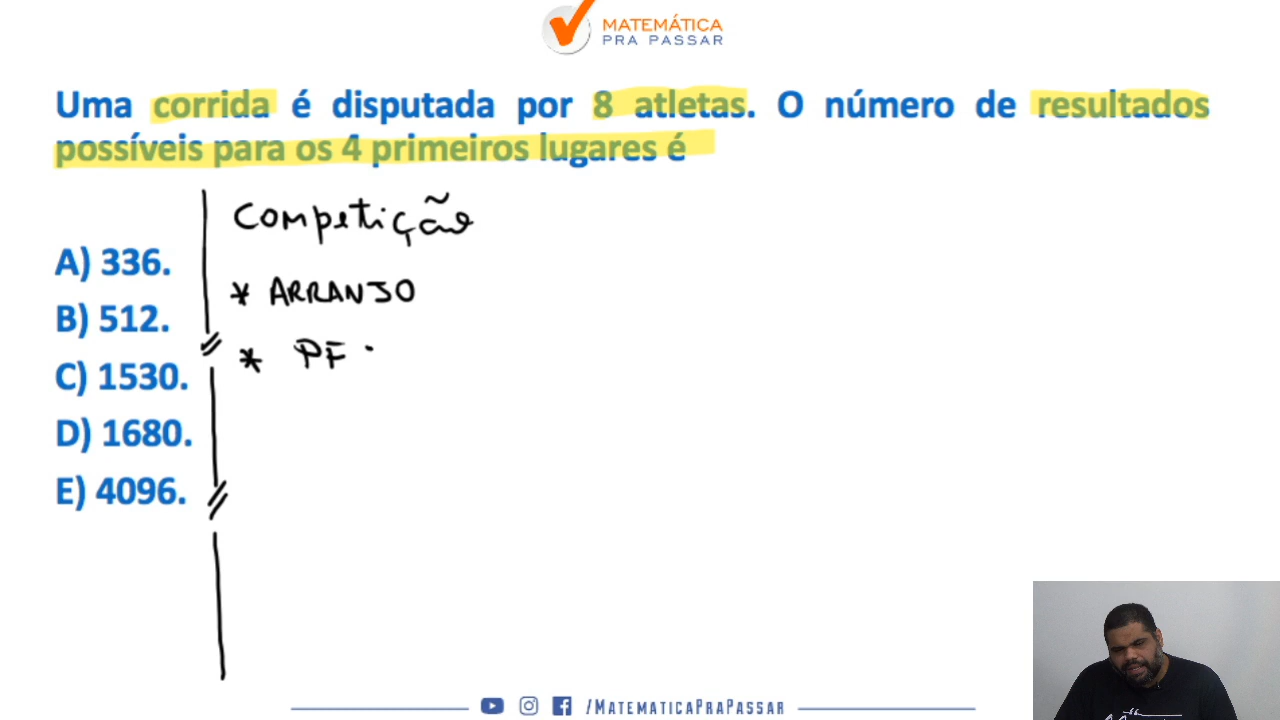 MATEMÁTICA
PRA PASSAR
Uma corrida é disputada por 8 atletas. O número de resultados
possíveis para os 4 primeiros lugares é
Competição
A) 336.
* ARRANJO
B) 512.
* PF
C) 1530.
D) 1680.
E) 4096.
/MATEMATICAPRAPASSAR